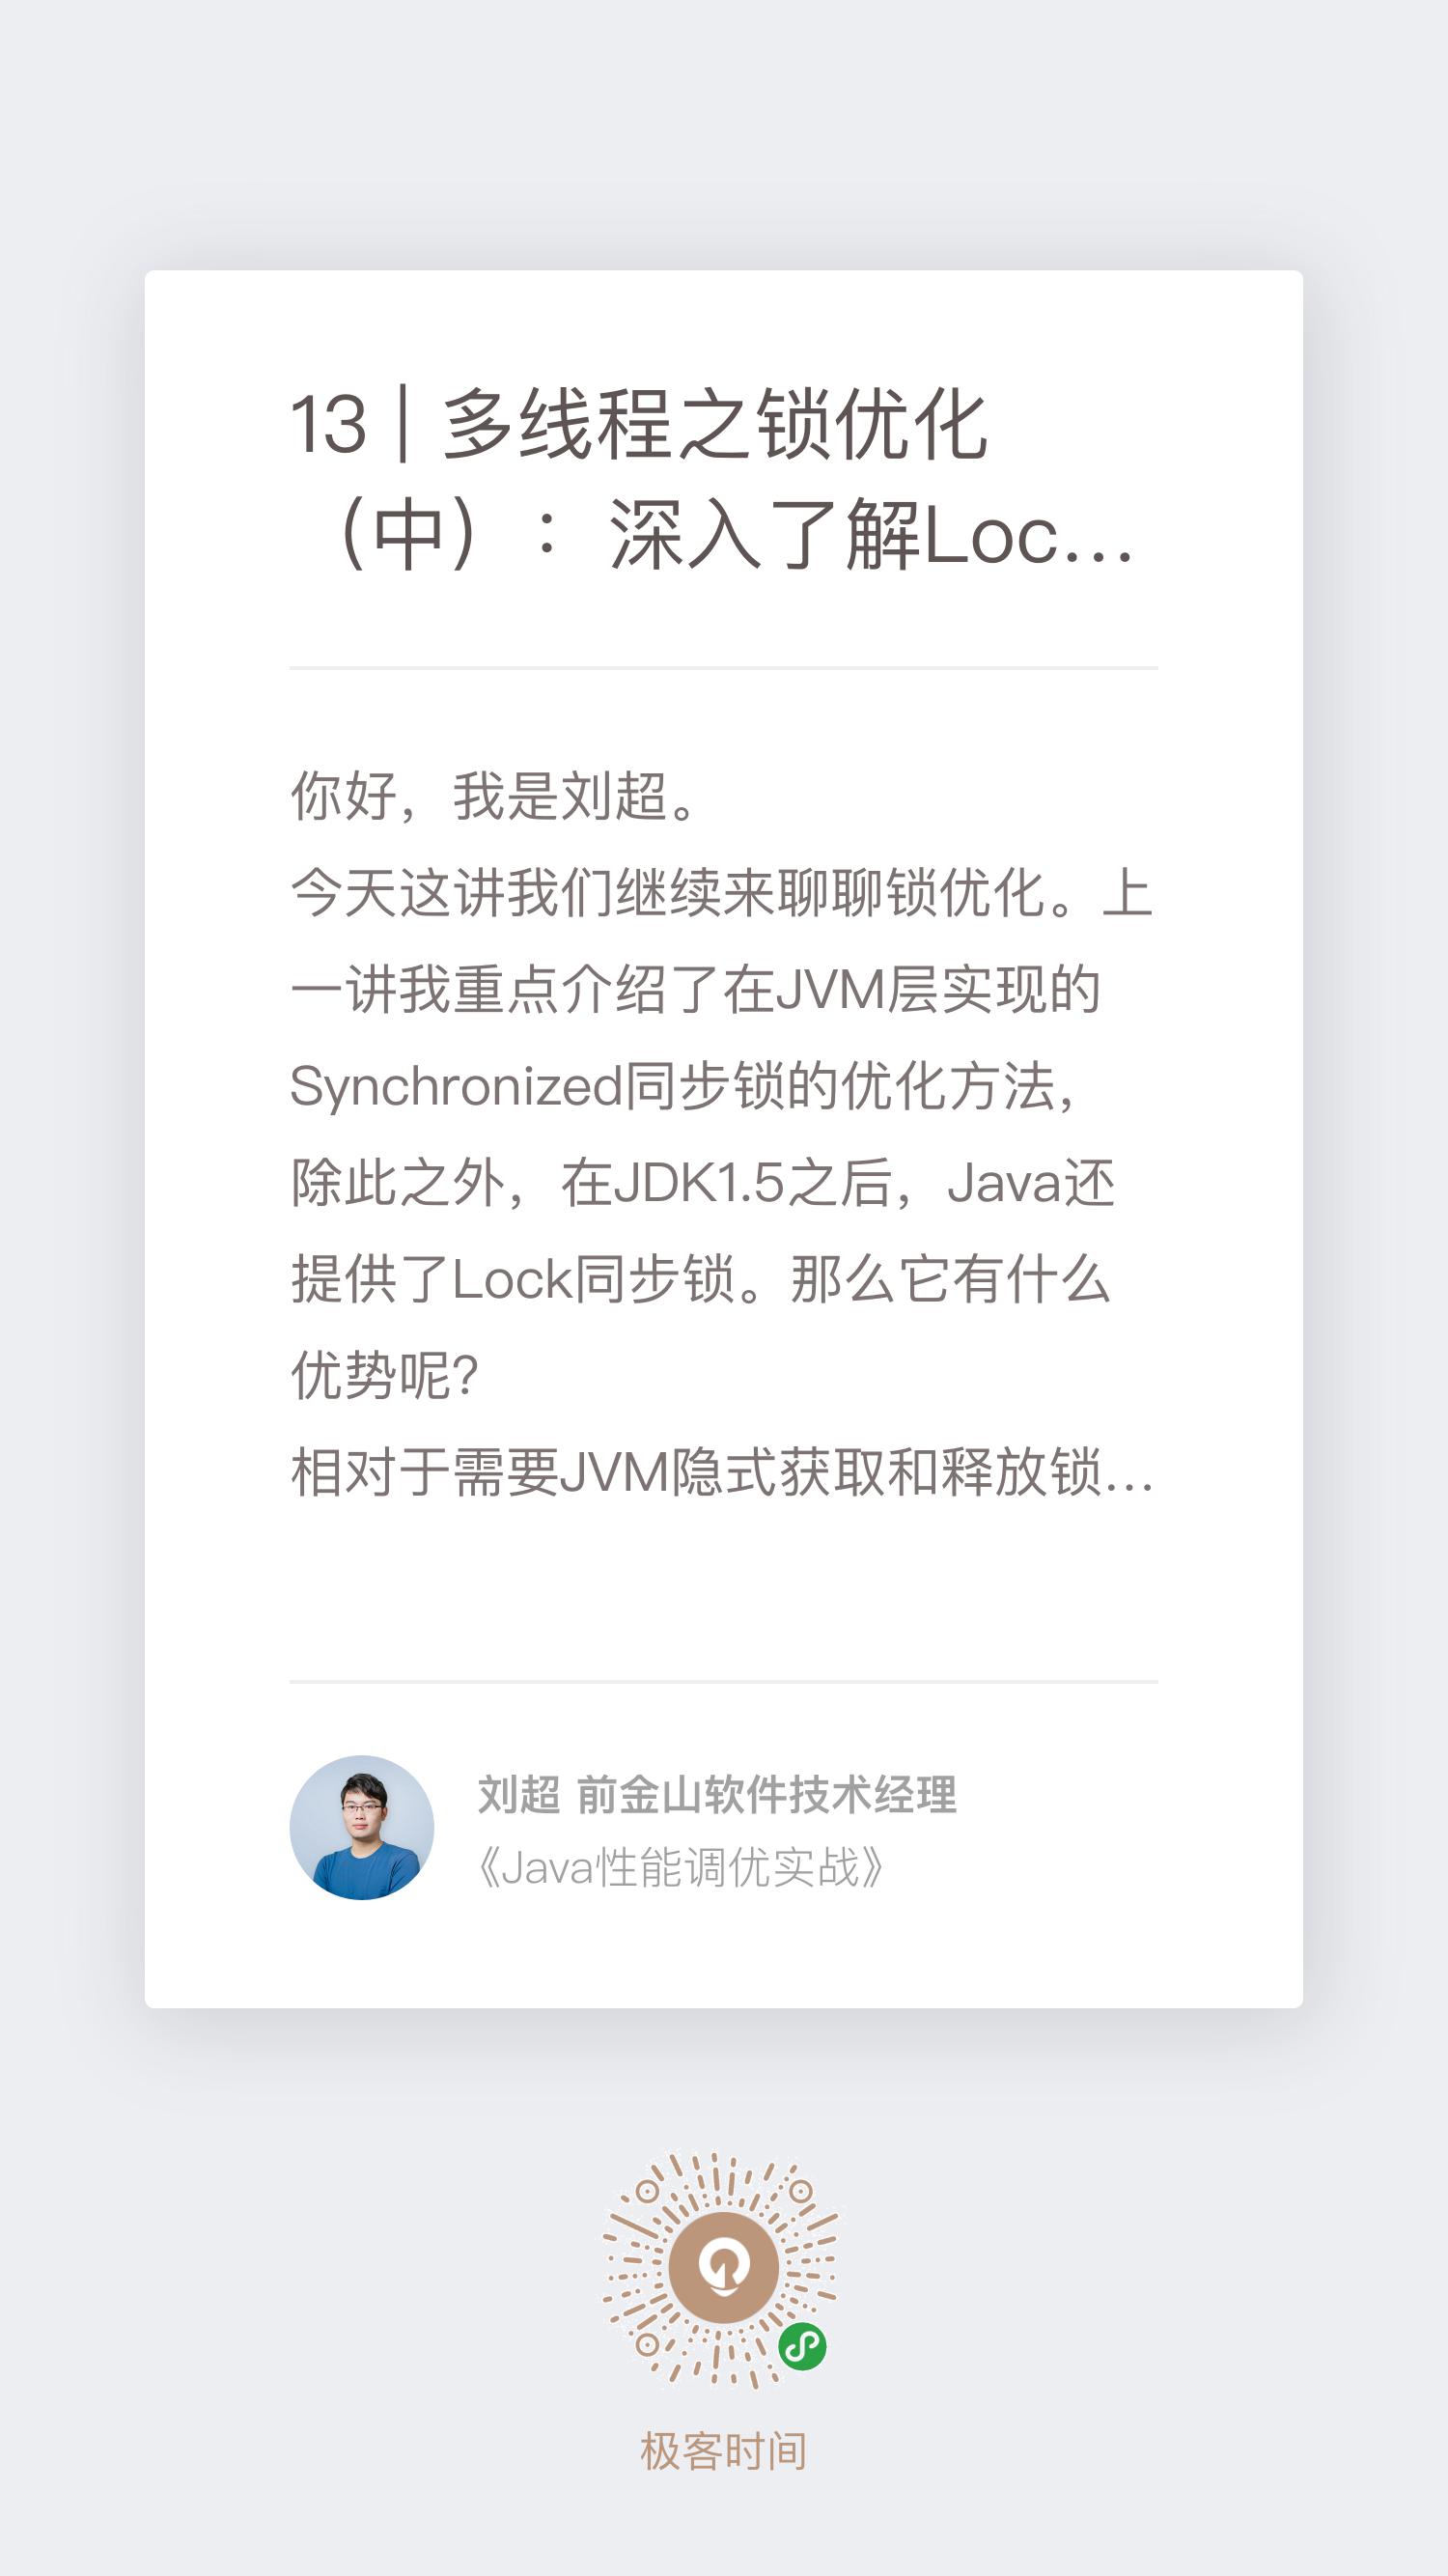 13 | 多线程之锁优化
（中）：深入了解Loc...
你好，我是刘超。
今天这讲我们继续来聊聊锁优化。上
一讲我重点介绍了在JVM层实现的
Synchronized同步锁的优化方法，
除此之外，在JDK1.5之后，Java还
提供了Lock同步锁。那么它有什么
优势呢？
相对于需要JVM隐式获取和释放锁...
刘超 前金山软件技术经理
《Java性能调优实战》
极客时间